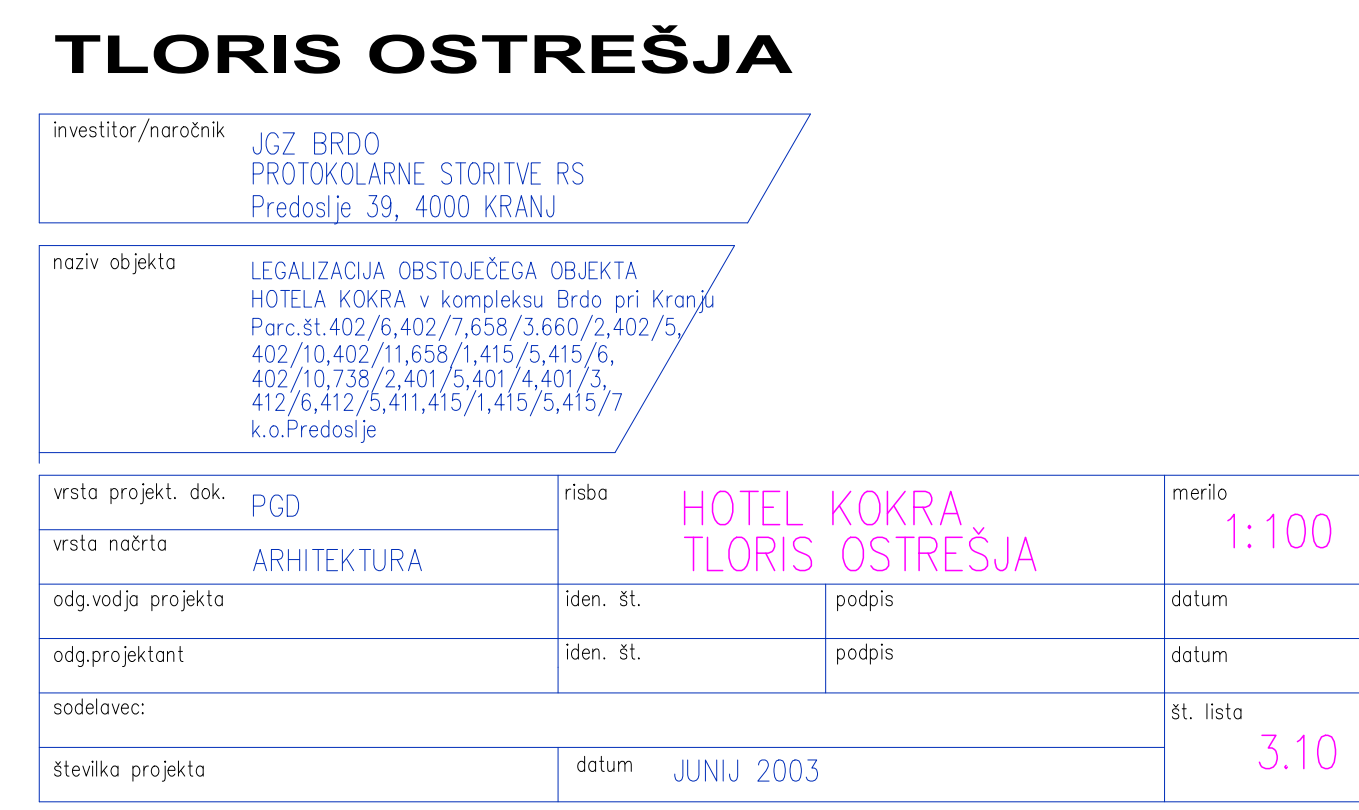 TLORIS OSTREŠJA
investitor/naročnik
JGZ BRDO
PROTOKOLARNE STORITVE RS
Predoslje 39, 4000 KRANJ
naziv objekta
LEGALIZACIJA OBSTOJEČEGA OBJEKTA
HOTELA KOKRA v kompleksu Brdo pri Kranju
Parc.št.402/6,402/7,658/3.660/2,402/5,
402/10,402/11,658/1,415/5,415/6,
402/10,738/2,401/5,401/4,401/3,
412/6,412/5,411,415/1,415/5,415/7
k.o.Predoslje
vrsta projekt. dok. PGD
vrsta načrta ARHITEKTURA
risba
HOTEL KOKRA
TLORIS OSTREŠJA
merilo
1:100
odg.vodja projekta iden. št. podpis datum
odg.projektant iden. št. podpis datum
sodelavec:
št. lista
3.10
številka projekta datum JUNIJ 2003